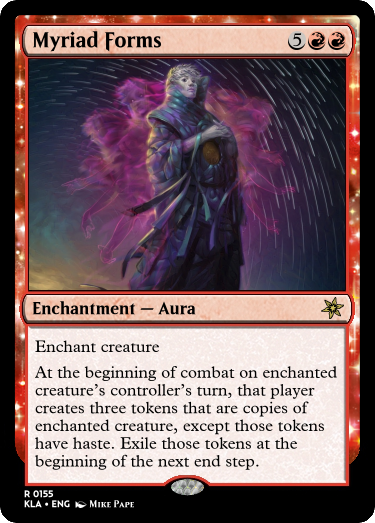 Myriad Forms 5
Enchantment — Aura
Enchant creature
At the beginning of combat on enchanted
creature's controller's turn, that player
creates three tokens that are copies of
enchanted creature, except those tokens
have haste. Exile those tokens at the
beginning of the next end step.
R 0155
KLA • ENG Mike Pape